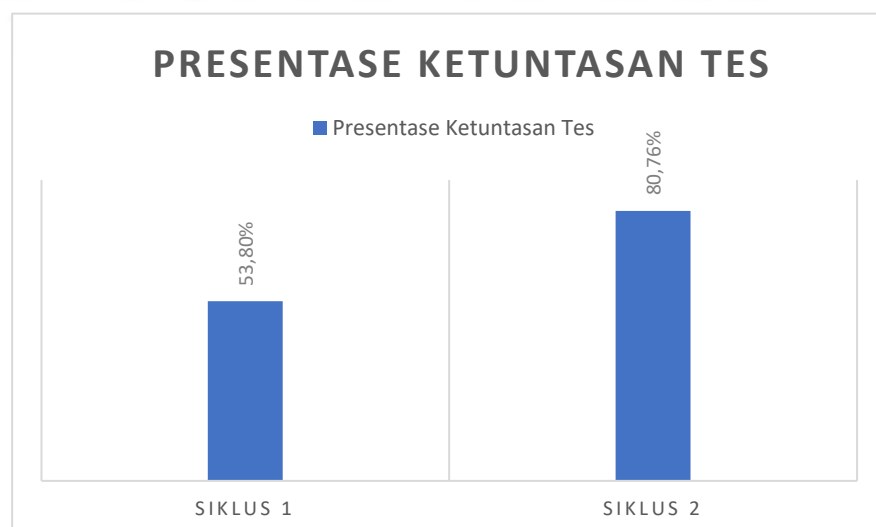 PRESENTASE KETUNTASAN TES
Presentase Ketuntasan Tes
53,80%
80,76%
SIKLUS 1
SIKLUS 2